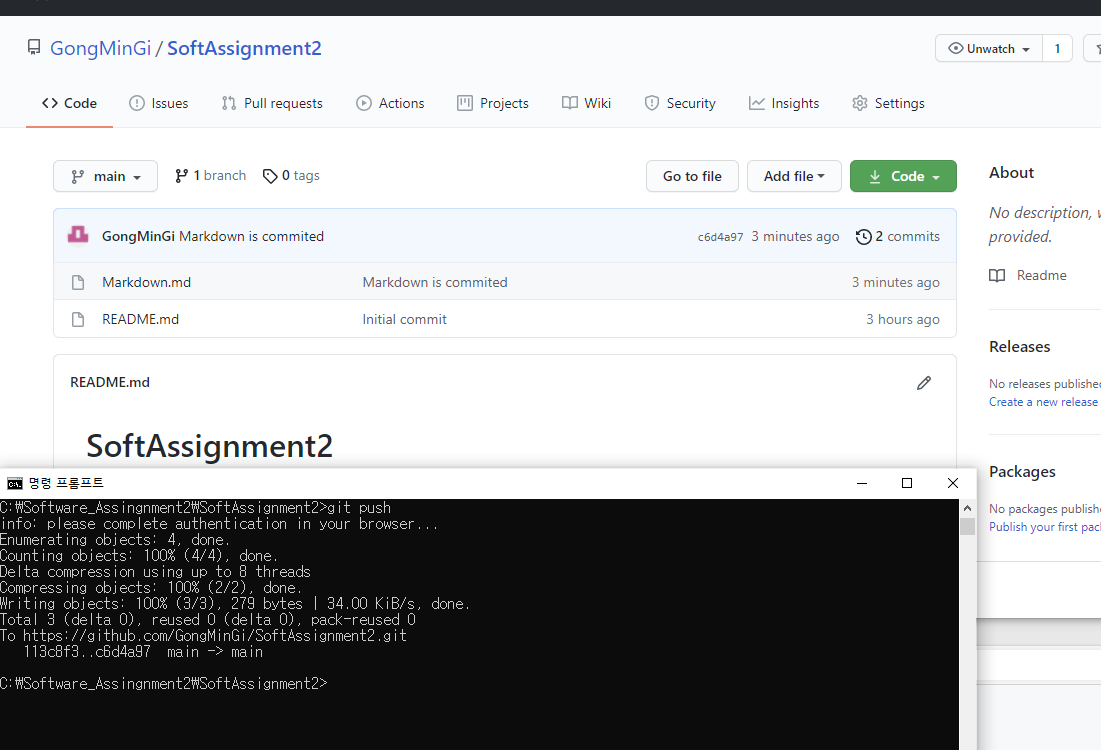 GongMinGi / SoftAssignment2
Unwatch 1
Code Issues Pull requests Actions Projects Wiki Security Insights Settings
main 1 branch 0 tags Go to file Add file Code
GongMinGi Markdown is commited c6d4a97 3 minutes ago 2 commits
Markdown.md Markdown is commited 3 minutes ago
README.md Initial commit 3 hours ago
README.md
SoftAssignment2
About
No description,
provided.
Readme
Releases
No releases published
Create a new release
Packages
No packages publishe
Publish your first pac
명령 프롬프트
C:₩Software_Assingnment2₩SoftAssignment2>git push
info: please complete authentication in your browser...
Enumerating objects: 4, done.
Counting objects: 100% (4/4), done.
Delta compression using up to 8 threads
Compressing objects: 100% (2/2), done.
Writing objects: 100% (3/3), 279 bytes | 34.00 KiB/s, done.
Total 3 (delta 0), reused 0 (delta 0), pack-reused 0
To https://github.com/GongMinGi/SoftAssignment2.git
113c8f3..c6d4a97 main -> main
C:₩Software_Assingnment2₩SoftAssignment2>